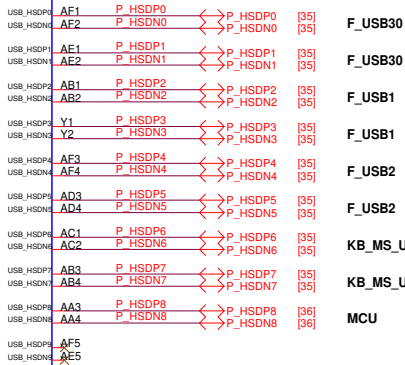 USB_HSDP0 AF1 P_HSDP0 P_HSDP0 [35] F_USB30
USB_HSDN0 AF2 P_HSDN0 P_HSDN0 [35]
USB_HSDP1 AE1 P_HSDP1 P_HSDP1 [35] F_USB30
USB_HSDN1 AE2 P_HSDN1 P_HSDN1 [35]
USB_HSDP2 AB1 P_HSDP2 P_HSDP2 [35] F_USB1
USB_HSDN2 AB2 P_HSDN2 P_HSDN2 [35]
USB_HSDP3 Y1 P_HSDP3 P_HSDP3 [35] F_USB1
USB_HSDN3 Y2 P_HSDN3 P_HSDN3 [35]
USB_HSDP4 AF3 P_HSDP4 P_HSDP4 [35] F_USB2
USB_HSDN4 AF4 P_HSDN4 P_HSDN4 [35]
USB_HSDP5 AD3 P_HSDP5 P_HSDP5 [35] F_USB2
USB_HSDN5 AD4 P_HSDN5 P_HSDN5 [35]
USB_HSDP6 AC1 P_HSDP6 P_HSDP6 [35] KB_MS_U
USB_HSDN6 AC2 P_HSDN6 P_HSDN6 [35]
USB_HSDP7 AB3 P_HSDP7 P_HSDP7 [35] KB_MS_U
USB_HSDN7 AB4 P_HSDN7 P_HSDN7 [35]
USB_HSDP8 AA3 P_HSDP8 P_HSDP8 [36] MCU
USB_HSDN8 AA4 P_HSDN8 P_HSDN8 [36]
USB_HSDP9 AF5
USB_HSDN9 AE5